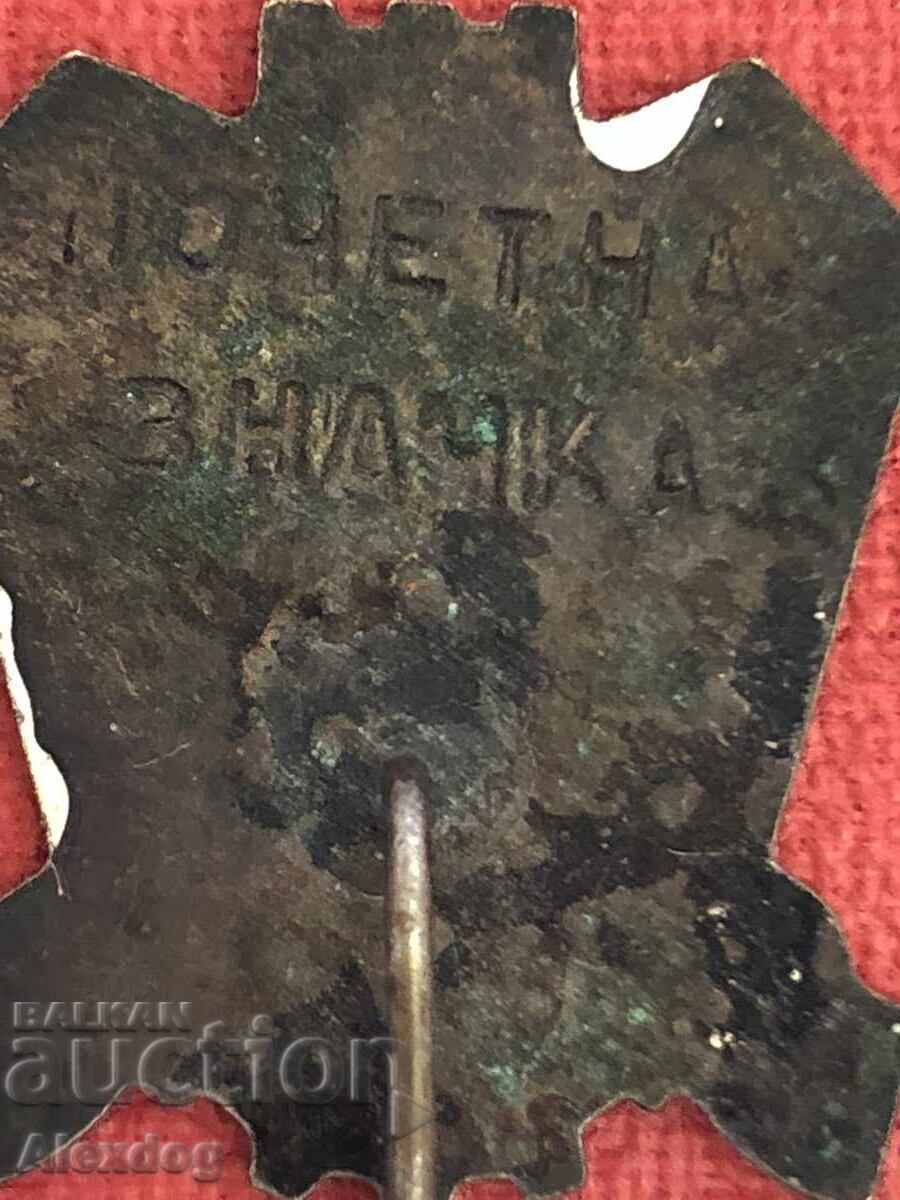 ПОЧЕТНА
ЗНАЧКА
BALKAN
auction
Alexdog